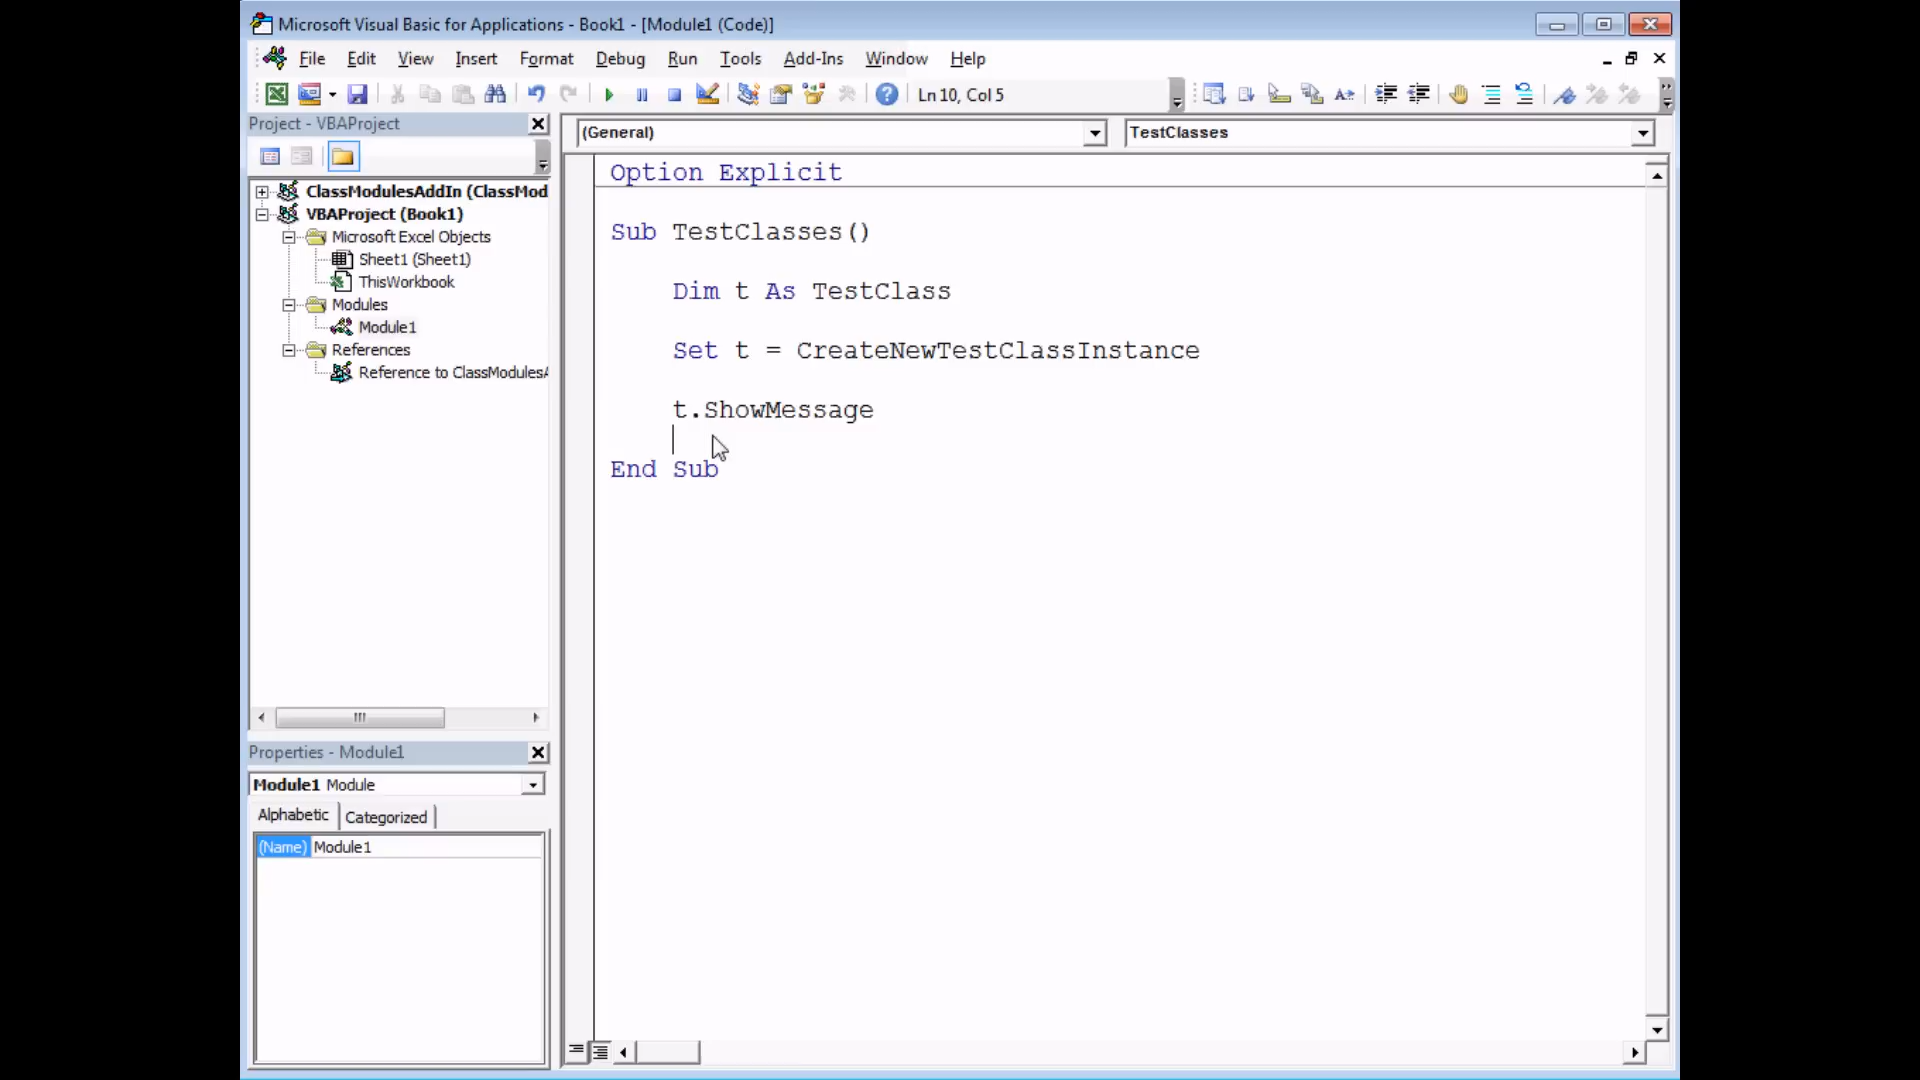 Microsoft Visual Basic for Applications - Book1 - [Module1 (Code)]
File Edit View Insert Format Debug Run Tools Add-Ins Window Help
Ln 10, Col 5
Project - VBAProject
(General)
TestClasses
ClassModulesAddIn (ClassMod
VBAProject (Book1)
Microsoft Excel Objects
Sheet1 (Sheet1)
ThisWorkbook
Modules
Module1
References
Reference to ClassModulesA
Option Explicit
Sub TestClasses()
Dim t As TestClass
Set t = CreateNewTestClassInstance
t.ShowMessage
End Sub
Properties - Module1
Module1 Module
Alphabetic Categorized
(Name) Module1